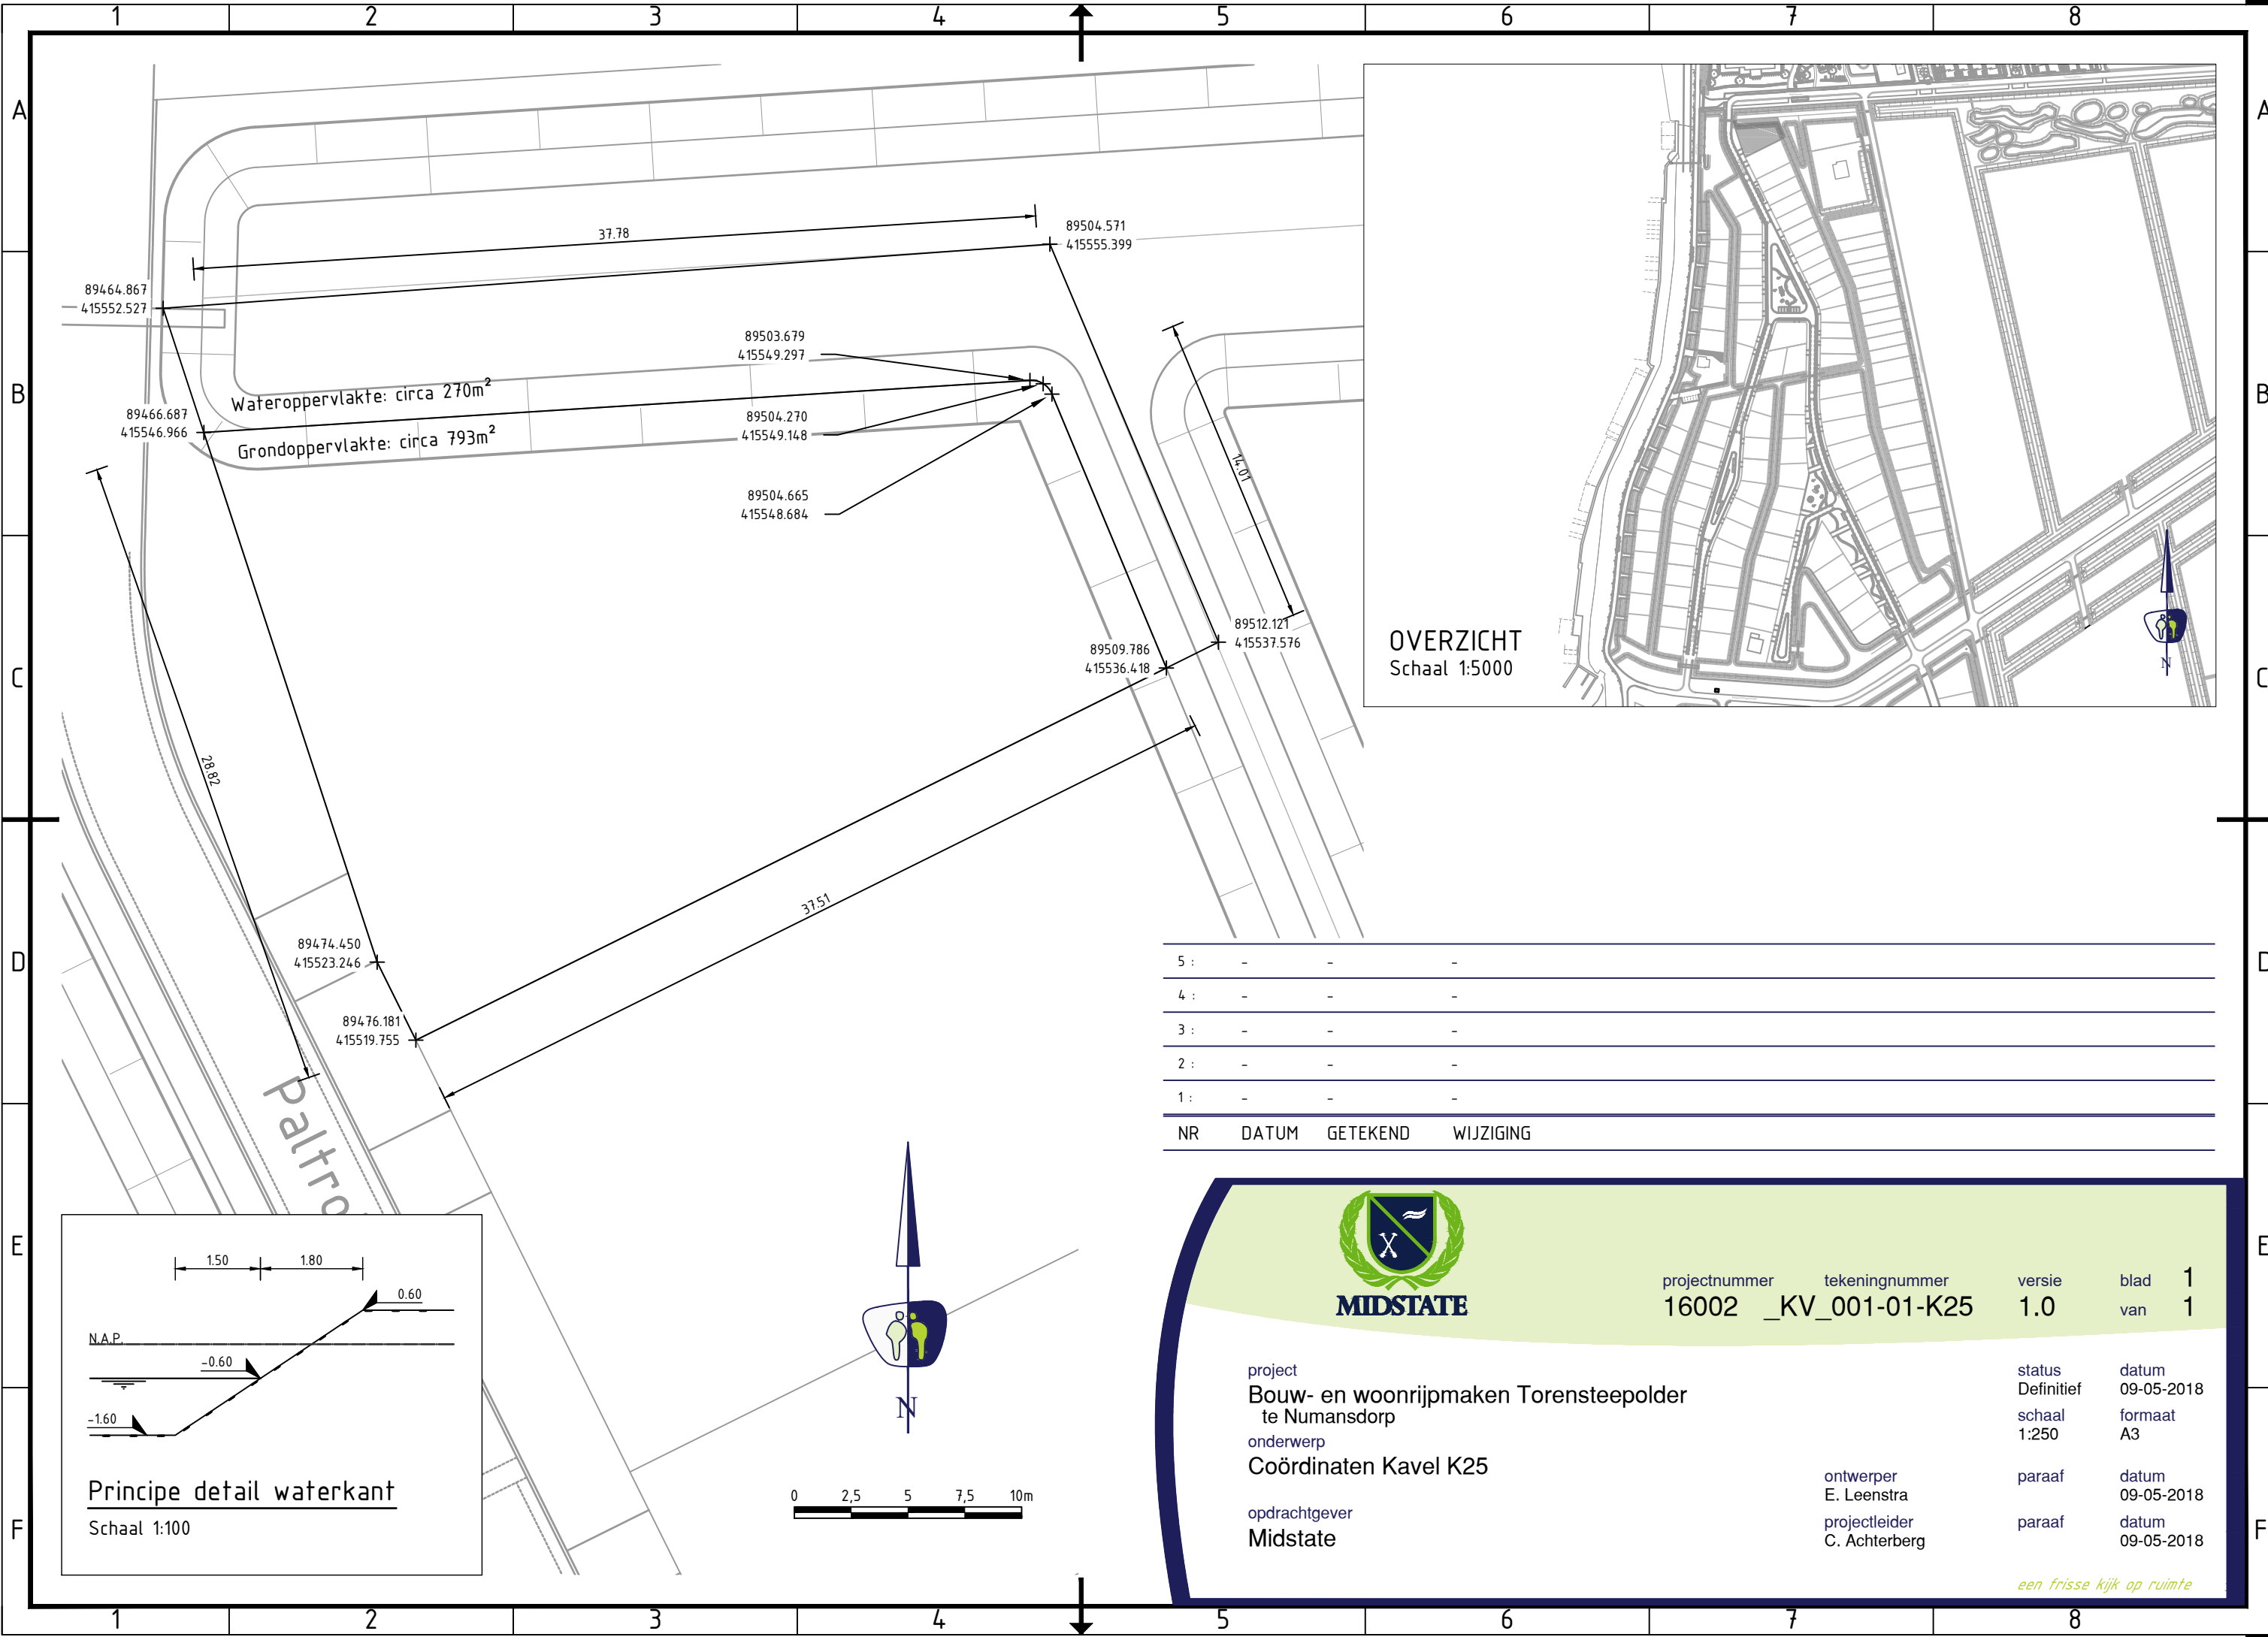 1 2 3 4 5 6 7 8
A A
B B
C C
D D
E E
F F
37.78
89504.571
415555.399
89464.867
415552.527
89503.679
415549.297
Wateroppervlakte: circa 270m²
89466.687
415546.966
Grondoppervlakte: circa 793m²
89504.270
415549.148
14.01
89504.665
415548.684
89512.121
415537.576
89509.786
415536.418
28.82
37.51
89474.450
415523.246
89476.181
415519.755
Paltro
OVERZICHT
Schaal 1:5000
N
5 : - - -
4 : - - -
3 : - - -
2 : - - -
1 : - - -
NR DATUM GETEKEND WIJZIGING
1.50 1.80
0.60
N.A.P.
-0.60
-1.60
Principe detail waterkant
Schaal 1:100
N
0 2,5 5 7,5 10m
MIDSTATE
projectnummer tekeningnummer versie blad 1
16002 _KV_001-01-K25 1.0 van 1
project
Bouw- en woonrijpmaken Torensteepolder
te Numansdorp
onderwerp
Coördinaten Kavel K25
opdrachtgever
Midstate
status datum
Definitief 09-05-2018
schaal formaat
1:250 A3
ontwerper paraaf datum
E. Leenstra 09-05-2018
projectleider paraaf datum
C. Achterberg 09-05-2018
een frisse kijk op ruimte
1 2 3 4 5 6 7 8